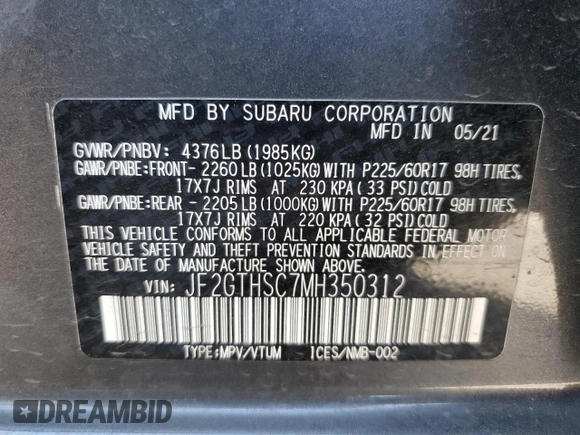 MFD BY SUBARU CORPORATION
MFD IN 05/21
GVWR/PNBV: 4376LB(1985KG)
GAWR/PNBE:FRONT- 2260LB(1025KG)WITH P225/60R17 98H TIRES,
17X7J RIMS AT 230 KPA(33 PSI)COLD
GAWR/PNBE:REAR - 2205LB(1000KG)WITH P225/60R17 98H TIRES,
17X7J RIMS AT 220 KPA(32 PSI)COLD
THIS VEHICLE CONFORMS TO ALL APPLICABLE FEDERAL MOTOR
VEHICLE SAFETY AND THEFT PREVENTION STANDARDS IN
EFFECT ON THE DATE OF MANUFACTURE SHOWN ABOVE.
VIN: JF2GTHSC7MH350312
TYPE:MPV/VTUM ICES/NMB-002
DREAMBID